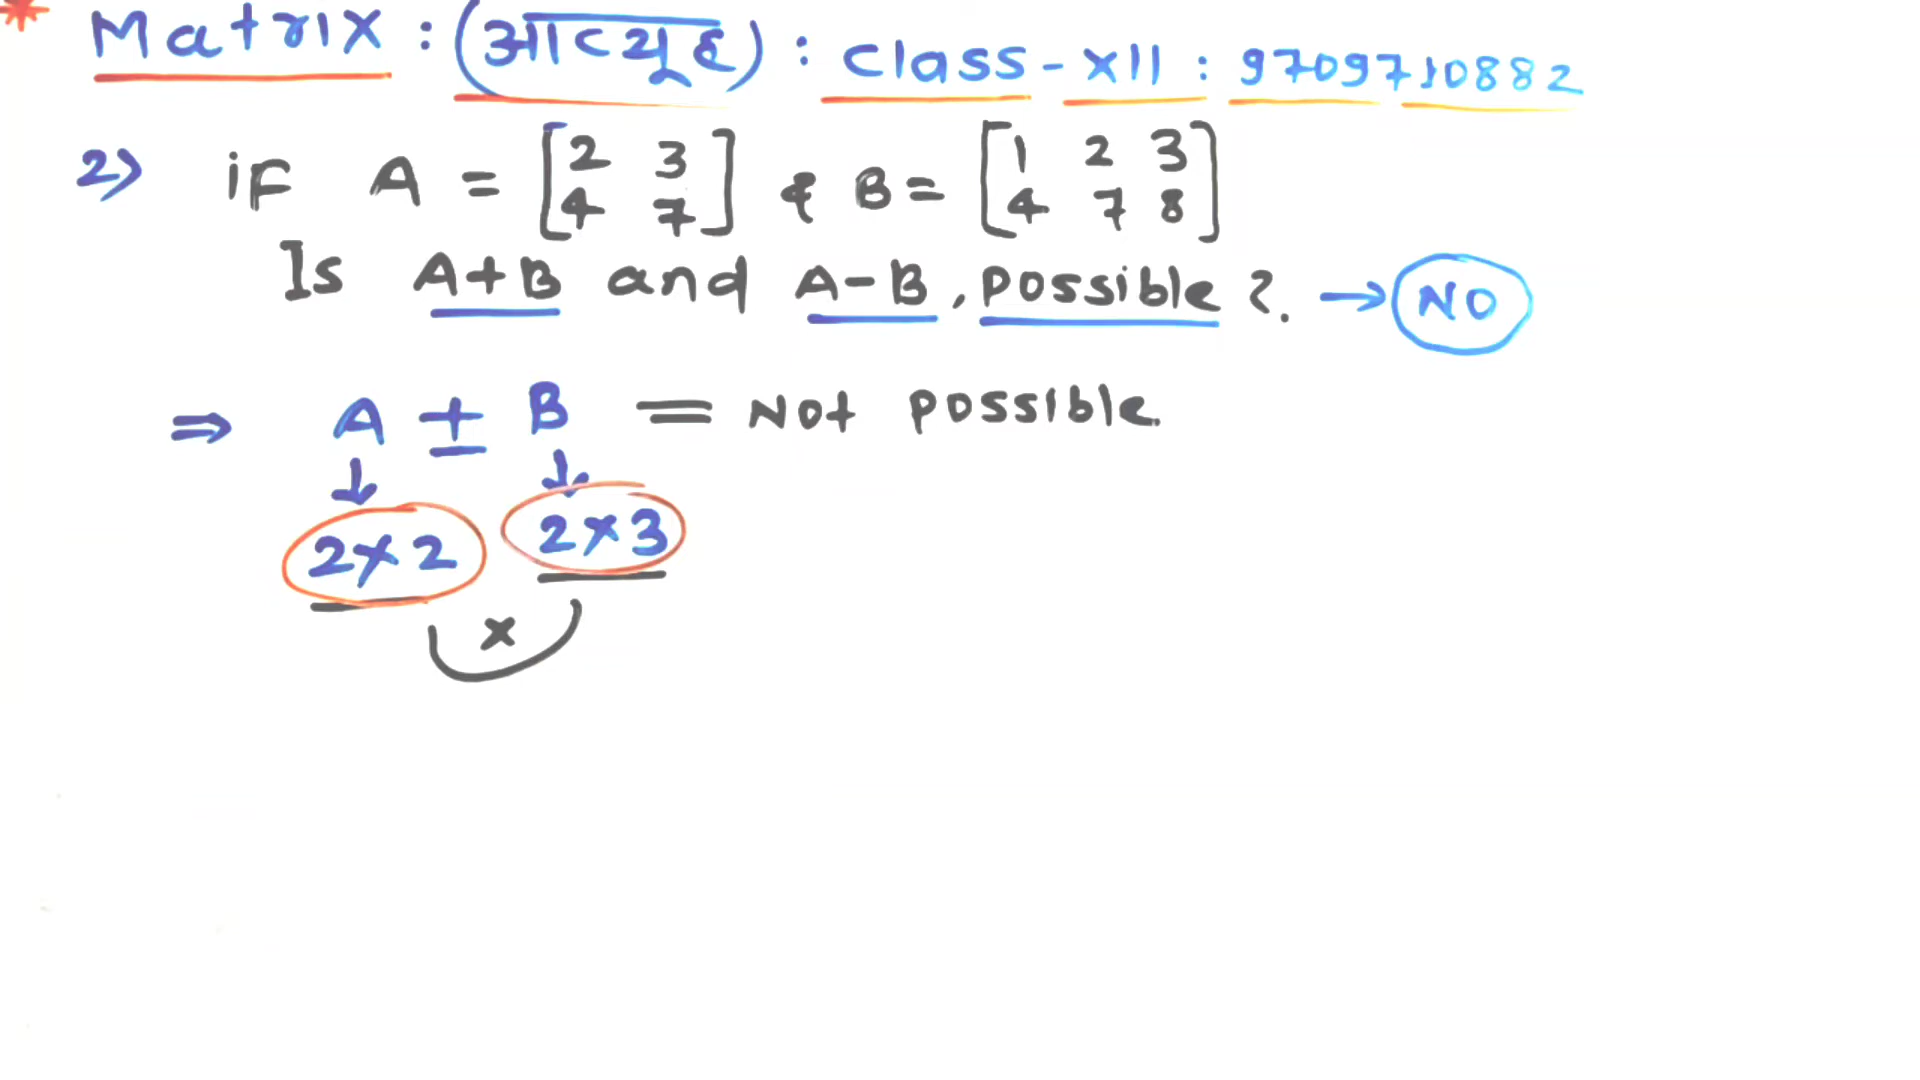 * Matrix : (आव्यूह) : Class - XII : 9709710882
2) if A = [2 3 & B = [1 2 3
4 7] 4 7 8]
Is A+B and A-B, possible ?. → NO
⇒ A ± B = Not possible.
↓ ↓
2×2 2×3
×